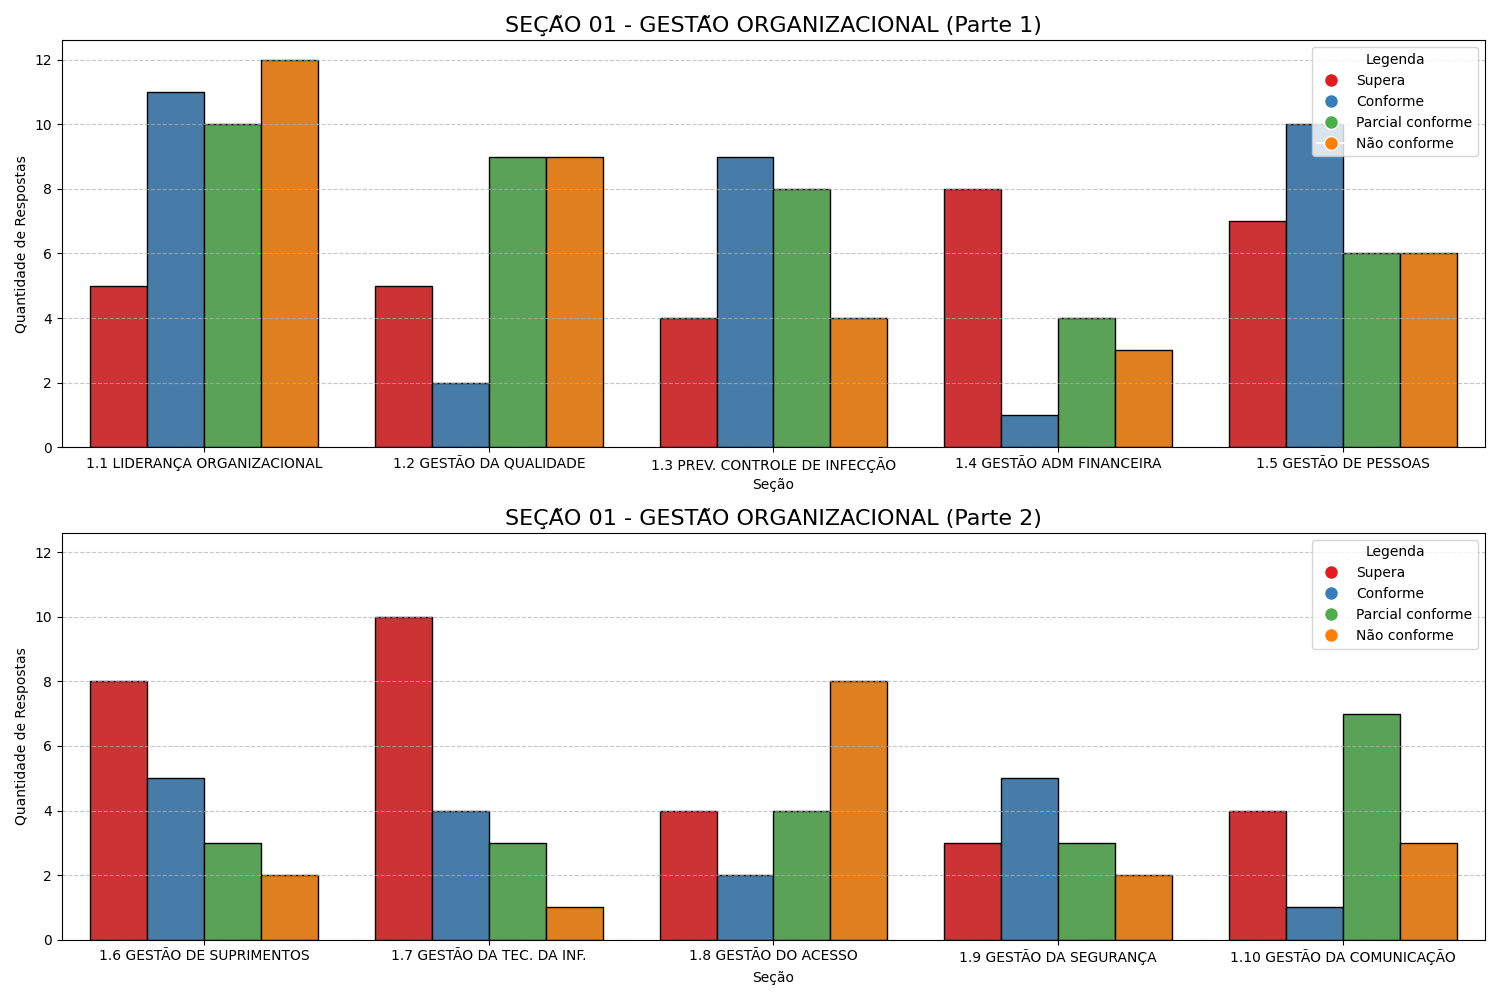 SEÇÃO 01 - GESTÃO ORGANIZACIONAL (Parte 1)
Quantidade de Respostas
12
10
8
6
4
2
0
Legenda
Supera
Conforme
Parcial conforme
Não conforme
1.1 LIDERANÇA ORGANIZACIONAL
1.2 GESTÃO DA QUALIDADE
1.3 PREV. CONTROLE DE INFECÇÃO
1.4 GESTÃO ADM FINANCEIRA
1.5 GESTÃO DE PESSOAS
Seção
SEÇÃO 01 - GESTÃO ORGANIZACIONAL (Parte 2)
Quantidade de Respostas
12
10
8
6
4
2
0
Legenda
Supera
Conforme
Parcial conforme
Não conforme
1.6 GESTÃO DE SUPRIMENTOS
1.7 GESTÃO DA TEC. DA INF.
1.8 GESTÃO DO ACESSO
1.9 GESTÃO DA SEGURANÇA
1.10 GESTÃO DA COMUNICAÇÃO
Seção